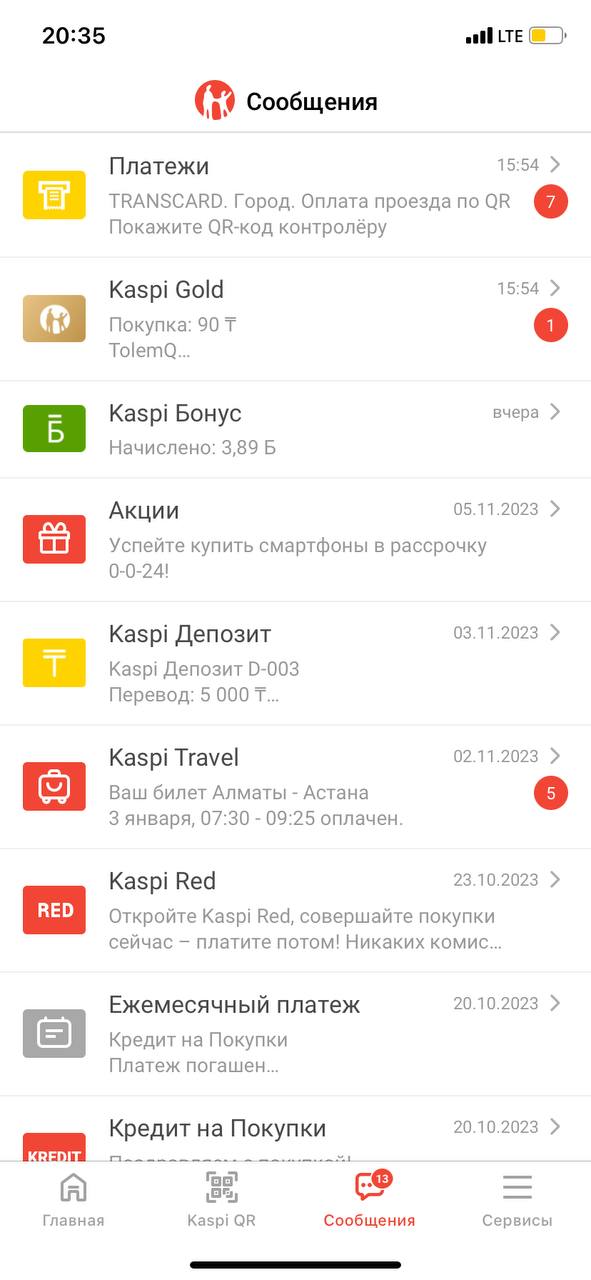 20:35
LTE
Сообщения
Платежи
15:54
TRANSCARD. Город. Оплата проезда по QR
7
Покажите QR-код контролёру
Kaspi Gold
15:54
Покупка: 90 ₸
1
TolemQ...
Kaspi Бонус
вчера
Б
Начислено: 3,89 Б
Акции
05.11.2023
Успейте купить смартфоны в рассрочку
0-0-24!
Kaspi Депозит
03.11.2023
₸
Kaspi Депозит D-003
Перевод: 5 000 ₸...
Kaspi Travel
02.11.2023
Ваш билет Алматы - Астана
5
3 января, 07:30 - 09:25 оплачен.
Kaspi Red
23.10.2023
RED
Откройте Kaspi Red, совершайте покупки
сейчас – платите потом! Никаких комис...
Ежемесячный платеж
20.10.2023
Кредит на Покупки
Платеж погашен...
Кредит на Покупки
20.10.2023
KREDIT
Поздравляем с покупкой!
13
Главная
Kaspi QR
Сообщения
Сервисы